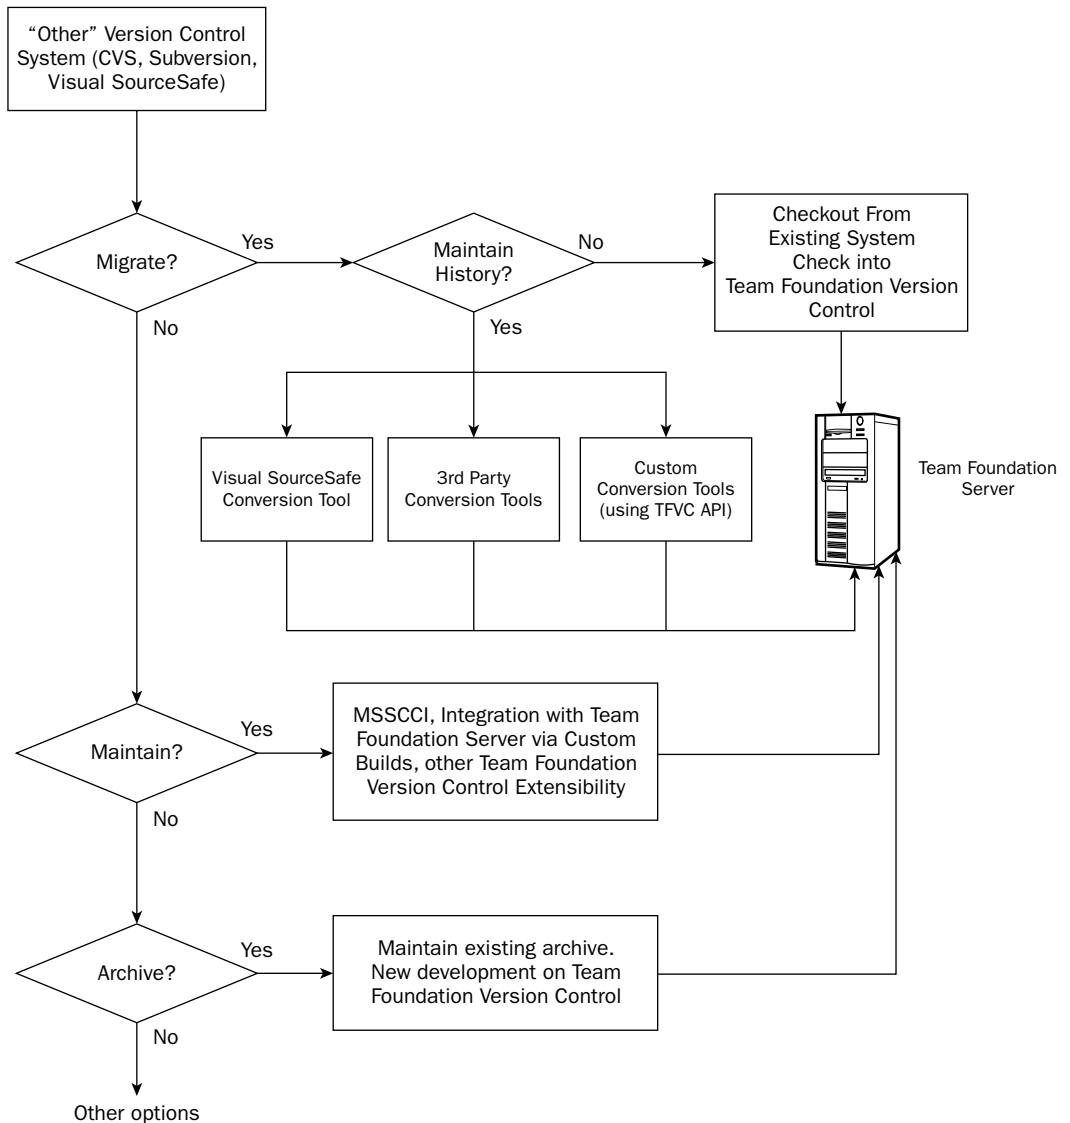 “Other” Version Control
System (CVS, Subversion,
Visual SourceSafe)
Migrate?
Yes
No
Maintain
History?
No
Yes
Checkout From
Existing System
Check into
Team Foundation Version
Control
Visual SourceSafe
Conversion Tool
3rd Party
Conversion Tools
Custom
Conversion Tools
(using TFVC API)
Team Foundation
Server
Maintain?
Yes
No
MSSCCI, Integration with Team
Foundation Server via Custom
Builds, other Team Foundation
Version Control Extensibility
Archive?
Yes
No
Maintain existing archive.
New development on Team
Foundation Version Control
Other options